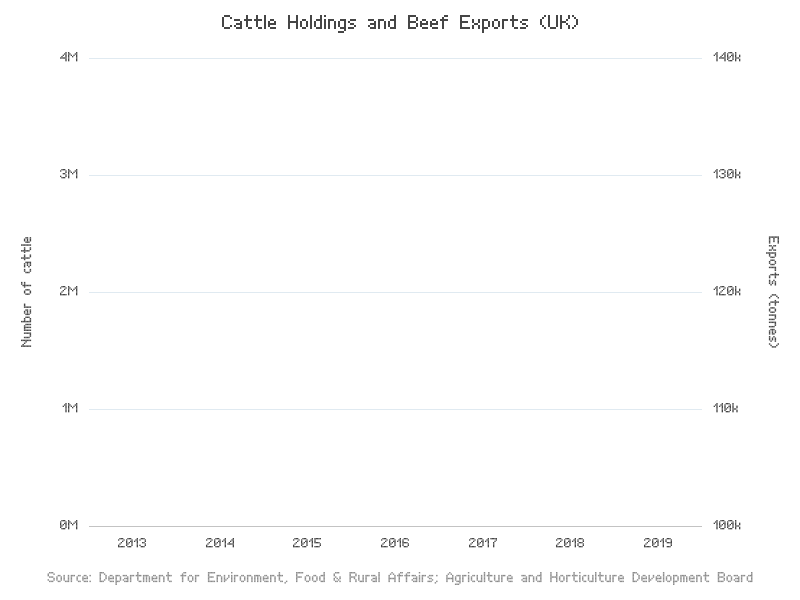 Cattle Holdings and Beef Exports (UK)
4M
140k
3M
130k
Number of cattle
Exports (tonnes)
2M
120k
1M
110k
0M
100k
2013 2014 2015 2016 2017 2018 2019
Source: Department for Environment, Food & Rural Affairs; Agriculture and Horticulture Development Board